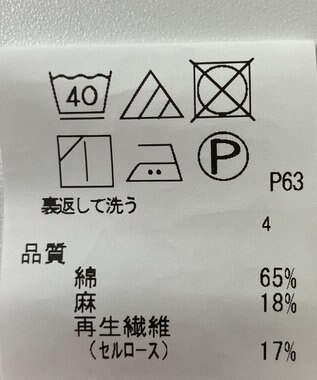 40
P
P63
裏返して洗う
4
品質
綿 65%
麻 18%
再生繊維
(セルロース) 17%